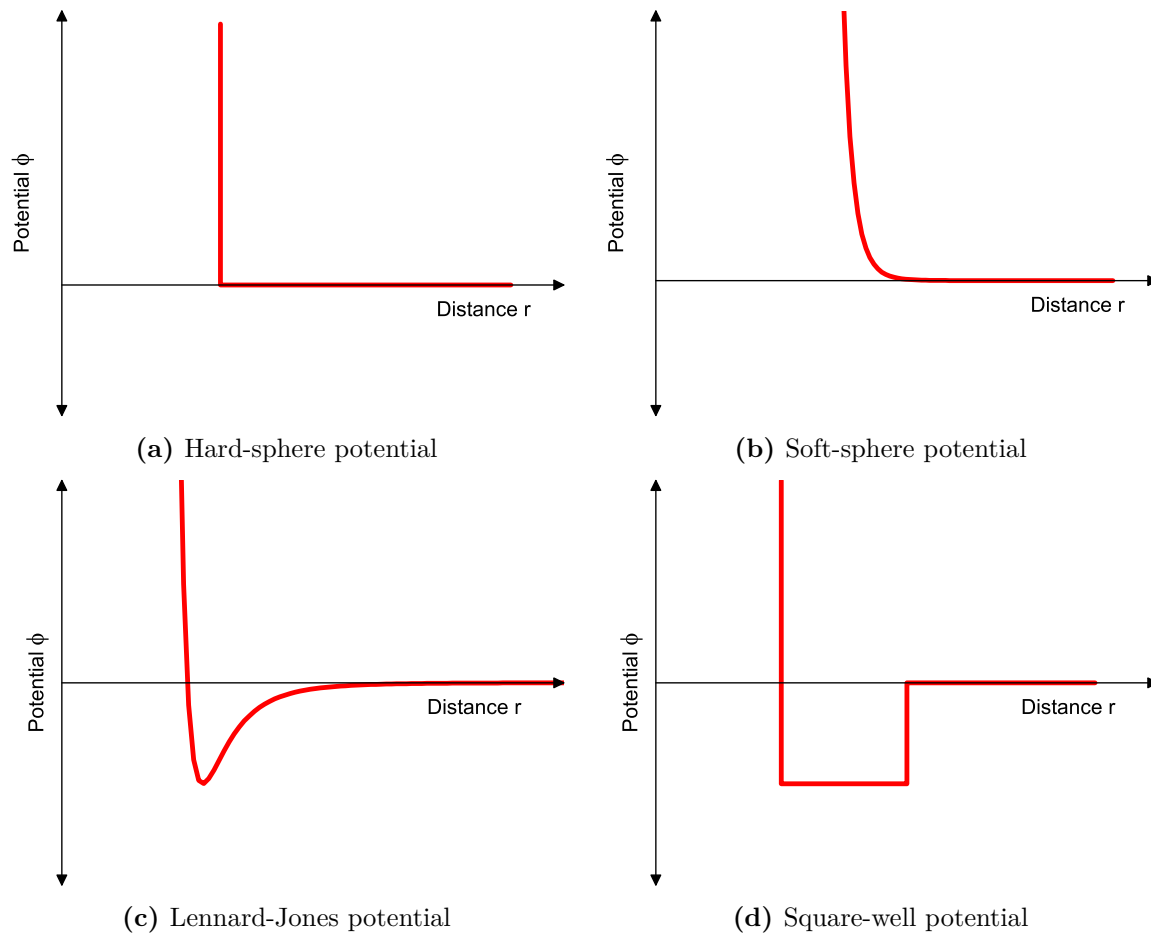 Potential ϕ
Distance r
(a) Hard-sphere potential
Potential ϕ
Distance r
(b) Soft-sphere potential
Potential ϕ
Distance r
(c) Lennard-Jones potential
Potential ϕ
Distance r
(d) Square-well potential